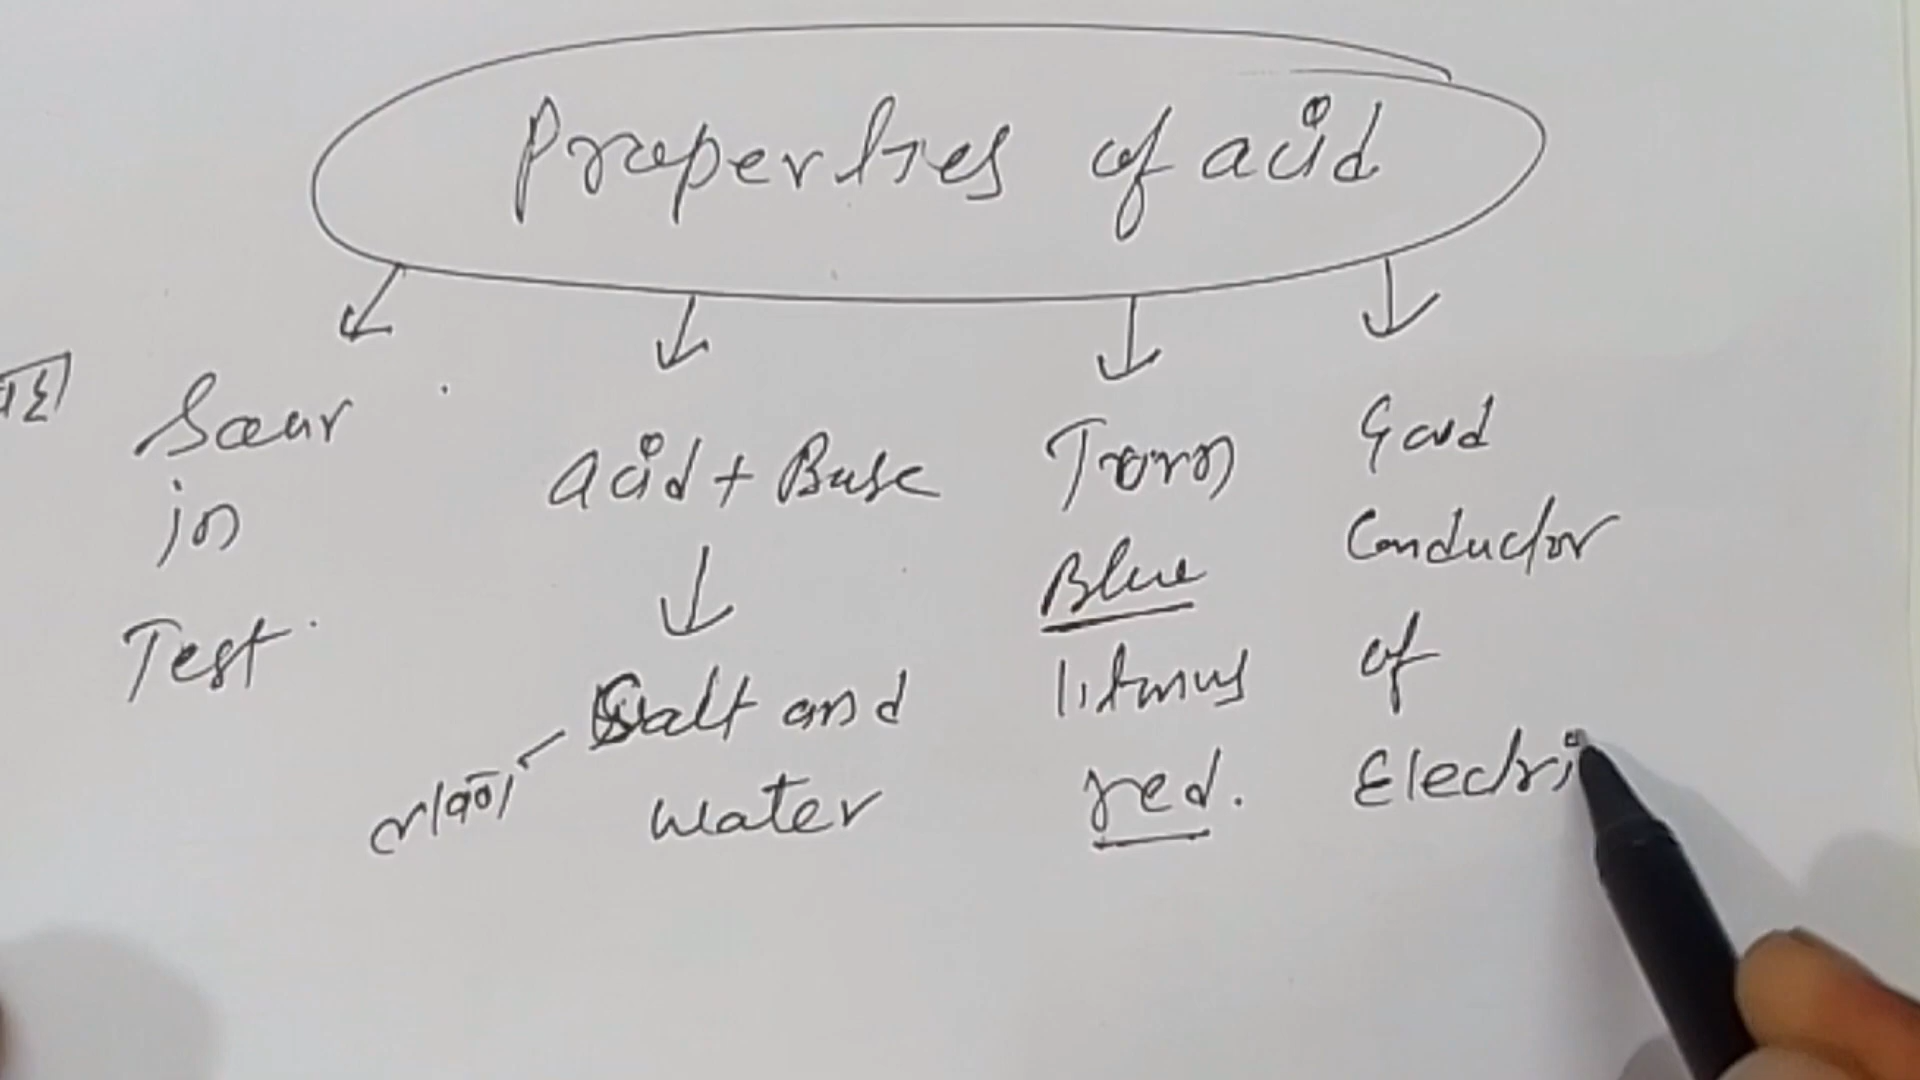 Properties of acid
Sour
in
Test
acid + Base
Salt and
water
Turn
Blue
litmus
red.
Good
Conductor
of
Electri